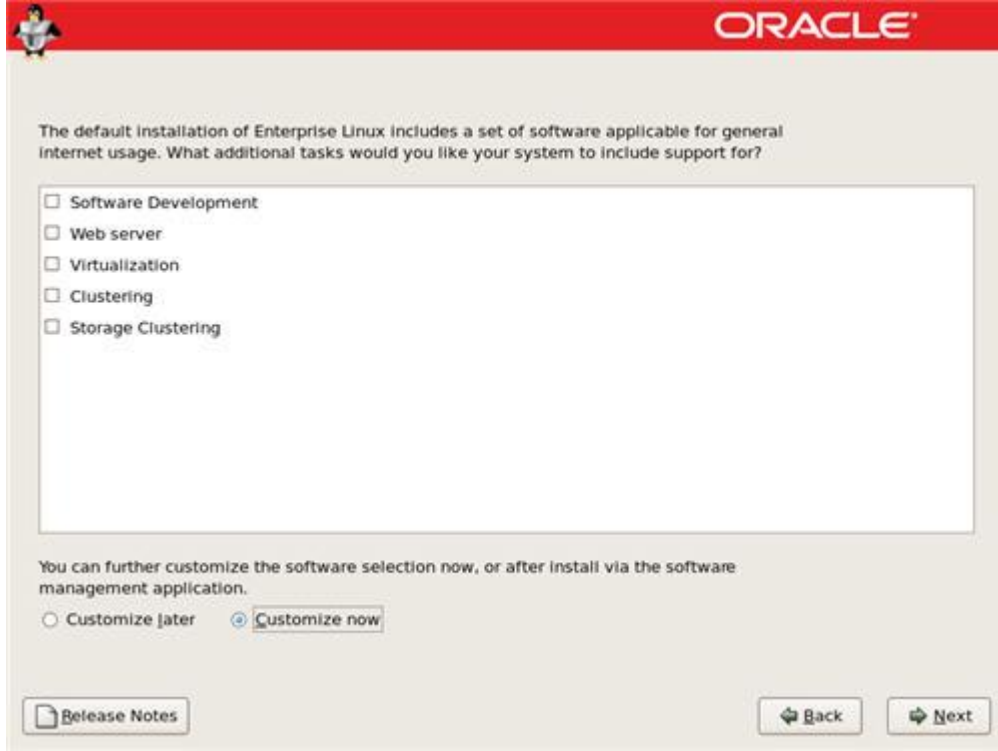 ORACLE®
The default installation of Enterprise Linux includes a set of software applicable for general
internet usage. What additional tasks would you like your system to include support for?
Software Development
Web server
Virtualization
Clustering
Storage Clustering
You can further customize the software selection now, or after install via the software
management application.
Customize later
Customize now
Release Notes
Back
Next